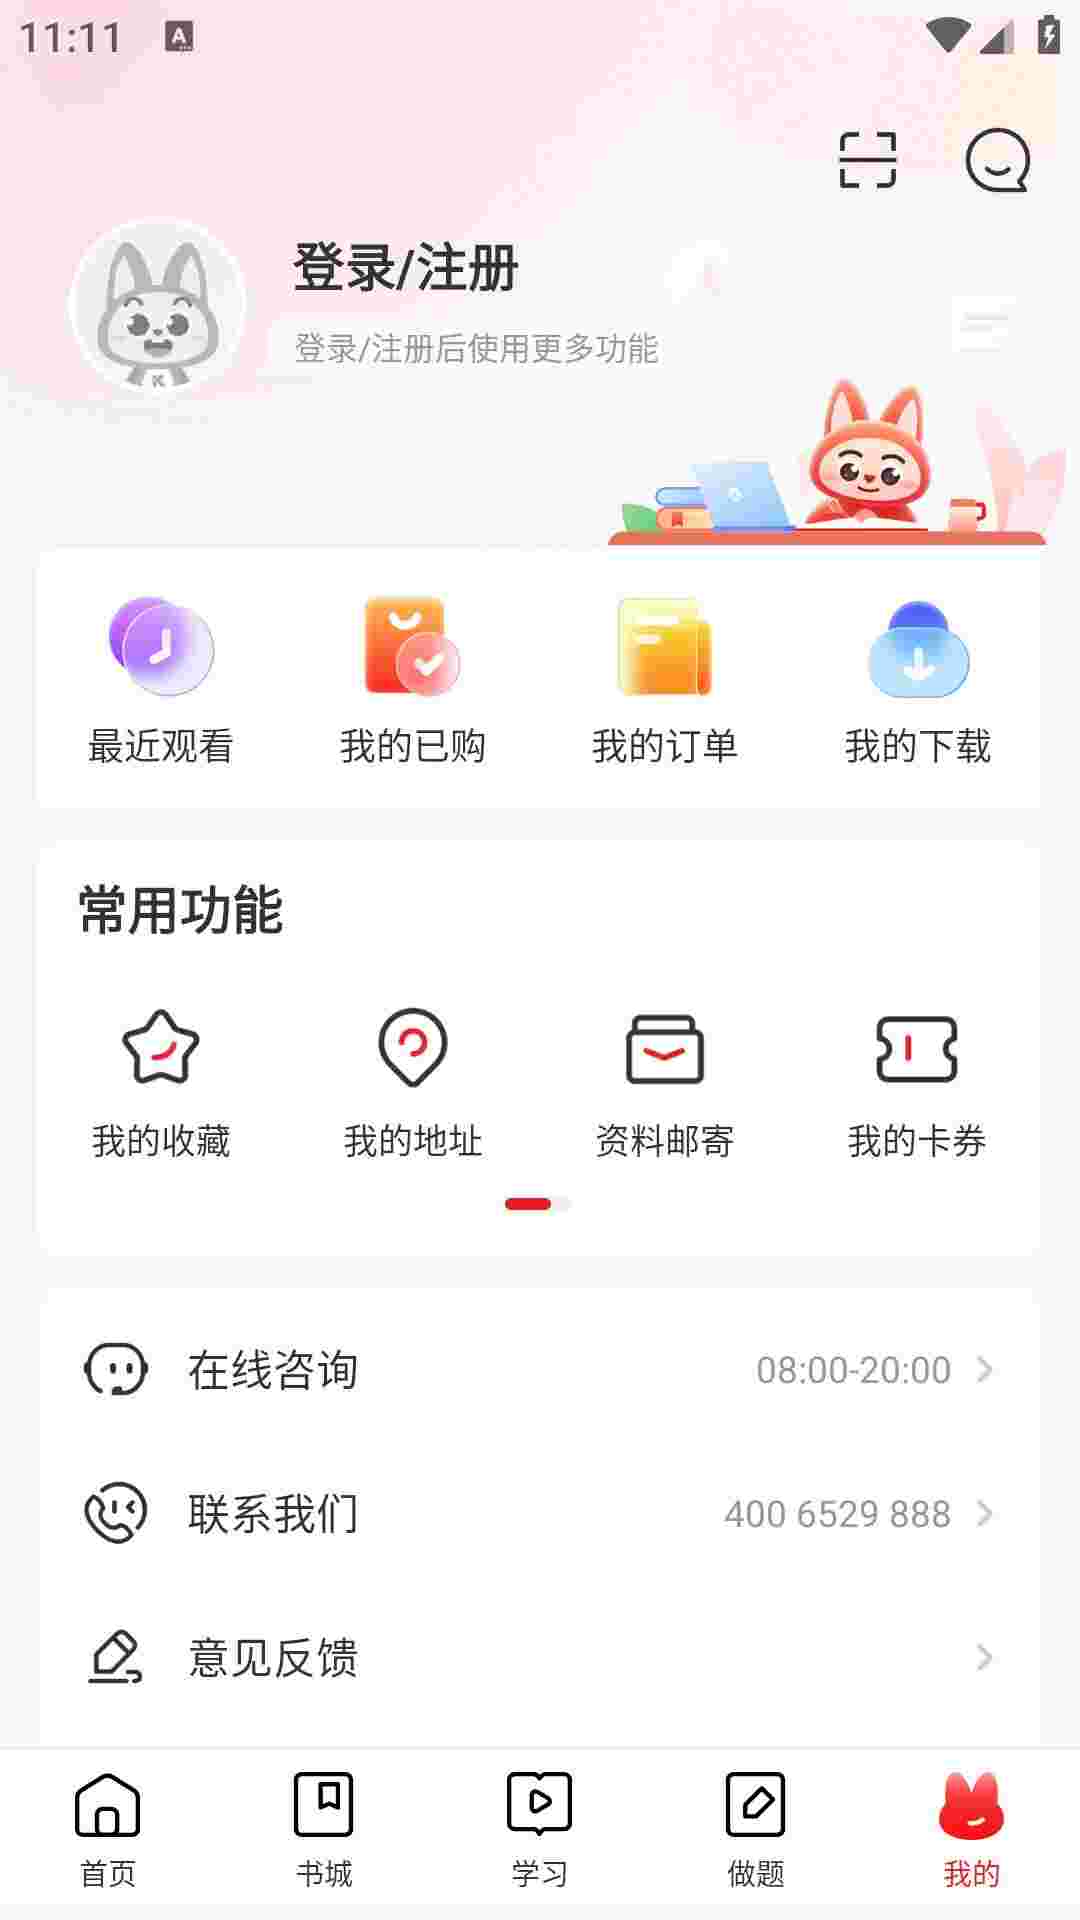 11:11
A
登录/注册
登录/注册后使用更多功能
K
最近观看
我的已购
我的订单
我的下载
常用功能
我的收藏
我的地址
资料邮寄
我的卡券
在线咨询
08:00-20:00
联系我们
400 6529 888
意见反馈
首页
书城
学习
做题
我的